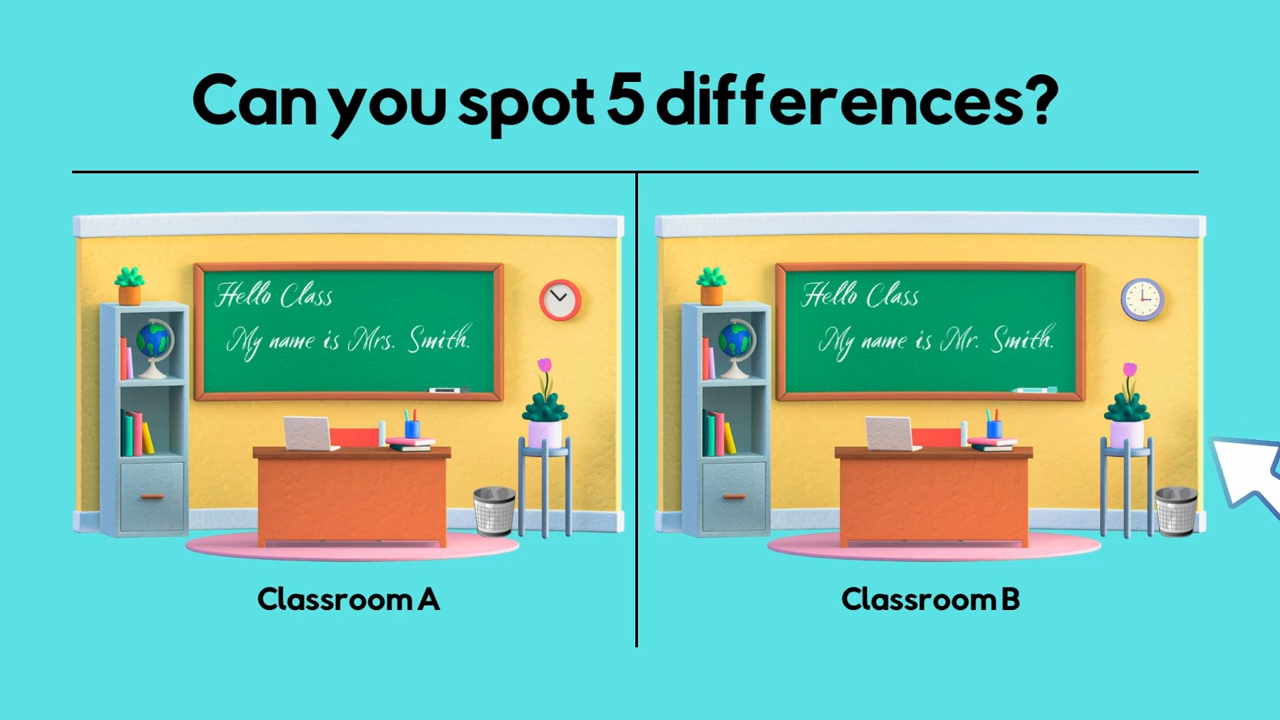 Can you spot 5 differences?
Hello Class
My name is Mrs. Smith.
Hello Class
My name is Mr. Smith.
Classroom A
Classroom B